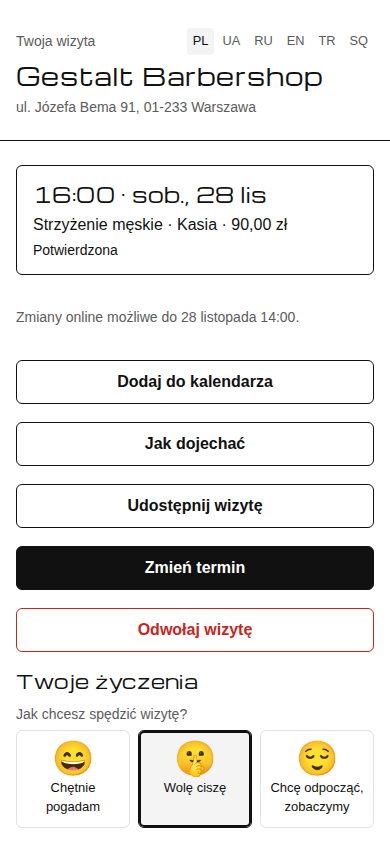 Twoja wizyta
PL UA RU EN TR SQ
Gestalt Barbershop
ul. Józefa Bema 91, 01-233 Warszawa
16:00 · sob., 28 lis
Strzyżenie męskie · Kasia · 90,00 zł
Potwierdzona
Zmiany online możliwe do 28 listopada 14:00.
Dodaj do kalendarza
Jak dojechać
Udostępnij wizytę
Zmień termin
Odwołaj wizytę
Twoje życzenia
Jak chcesz spędzić wizytę?
Chętnie
pogadam
Wolę ciszę
Chcę odpocząć,
zobaczymy